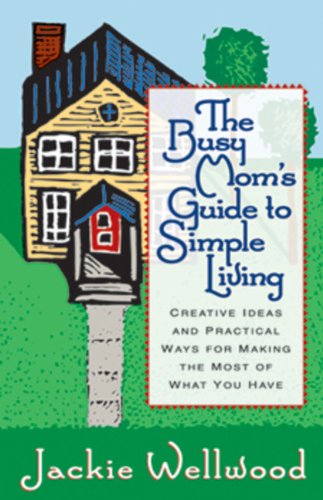 The
Busy
Mom's
Guide to
Simple
Living
Creative Ideas
and Practical
Ways for Making
the Most of
What You Have
Jackie Wellwood